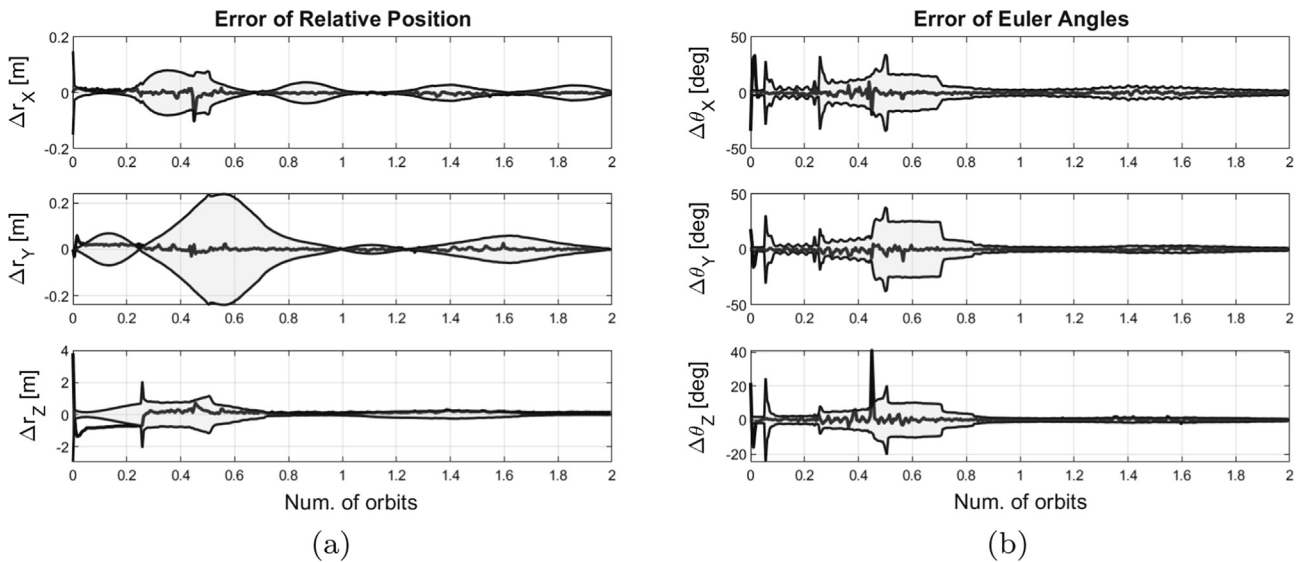 Error of Relative Position
0.2
0
-0.2
Δr_X [m]
0 0.2 0.4 0.6 0.8 1 1.2 1.4 1.6 1.8 2
0.2
0
-0.2
Δr_Y [m]
0 0.2 0.4 0.6 0.8 1 1.2 1.4 1.6 1.8 2
4
2
0
-2
Δr_Z [m]
0 0.2 0.4 0.6 0.8 1 1.2 1.4 1.6 1.8 2
Num. of orbits
(a)
Error of Euler Angles
50
0
-50
Δθ_X [deg]
0 0.2 0.4 0.6 0.8 1 1.2 1.4 1.6 1.8 2
50
0
-50
Δθ_Y [deg]
0 0.2 0.4 0.6 0.8 1 1.2 1.4 1.6 1.8 2
40
20
0
-20
Δθ_Z [deg]
0 0.2 0.4 0.6 0.8 1 1.2 1.4 1.6 1.8 2
Num. of orbits
(b)